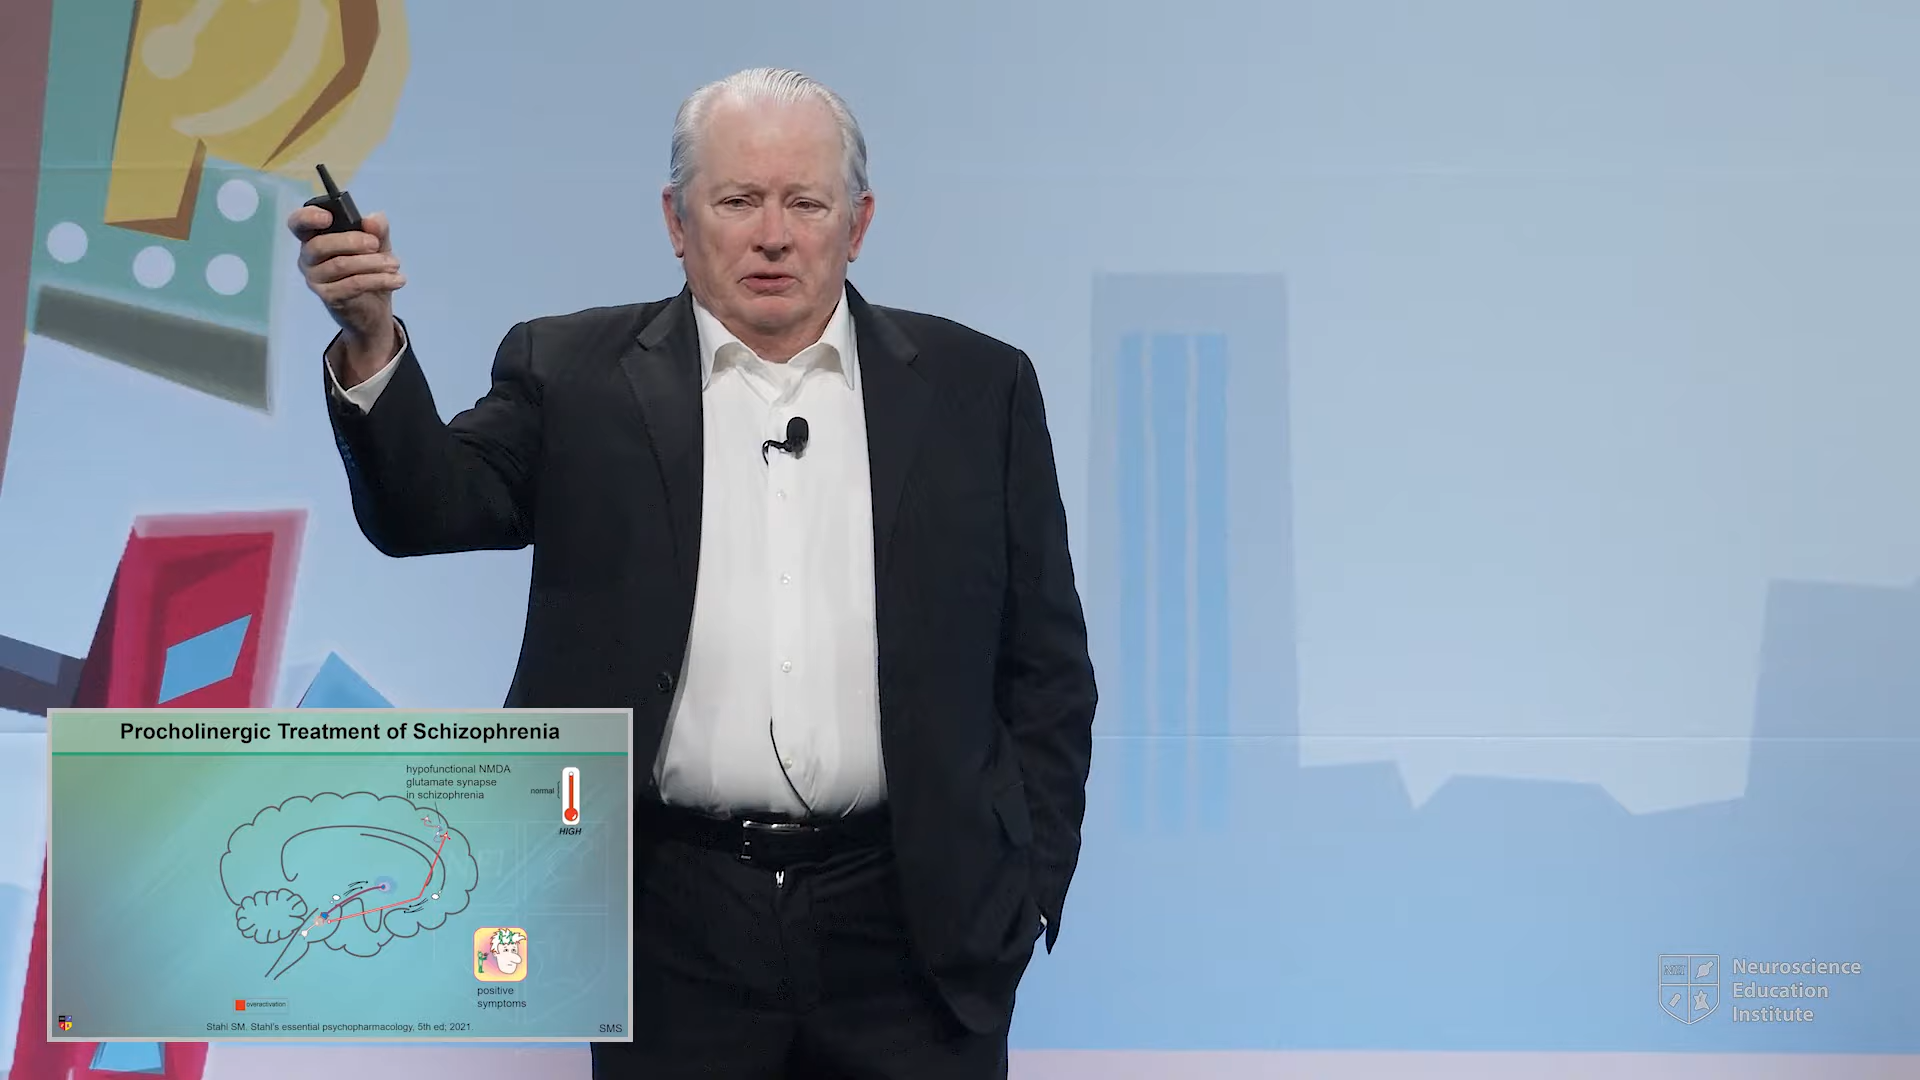 Procholinergic Treatment of Schizophrenia
hypofunctional NMDA
glutamate synapse
in schizophrenia
normal
HIGH
positive
symptoms
overactivation
Stahl SM. Stahl's essential psychopharmacology, 5th ed; 2021.
SMS
NEI
Neuroscience
Education
Institute